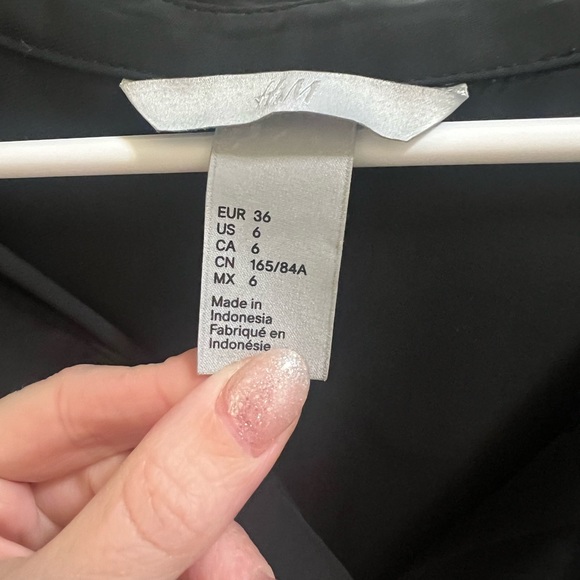 H&M
EUR 36
US 6
CA 6
CN 165/84A
MX 6
Made in
Indonesia
Fabriqué en
Indonésie